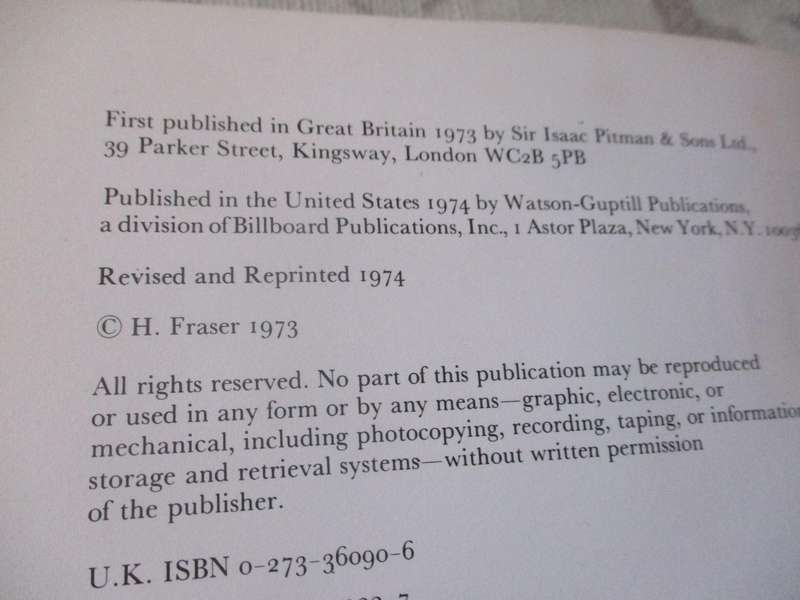 First published in Great Britain 1973 by Sir Isaac Pitman & Sons Ltd.,
39 Parker Street, Kingsway, London WC2B 5PB
Published in the United States 1974 by Watson-Guptill Publications,
a division of Billboard Publications, Inc., 1 Astor Plaza, New York, N.Y.
Revised and Reprinted 1974
© H. Fraser 1973
All rights reserved. No part of this publication may be reproduced
or used in any form or by any means—graphic, electronic, or
mechanical, including photocopying, recording, taping, or information
storage and retrieval systems—without written permission
of the publisher.
U.K. ISBN 0-273-36090-6